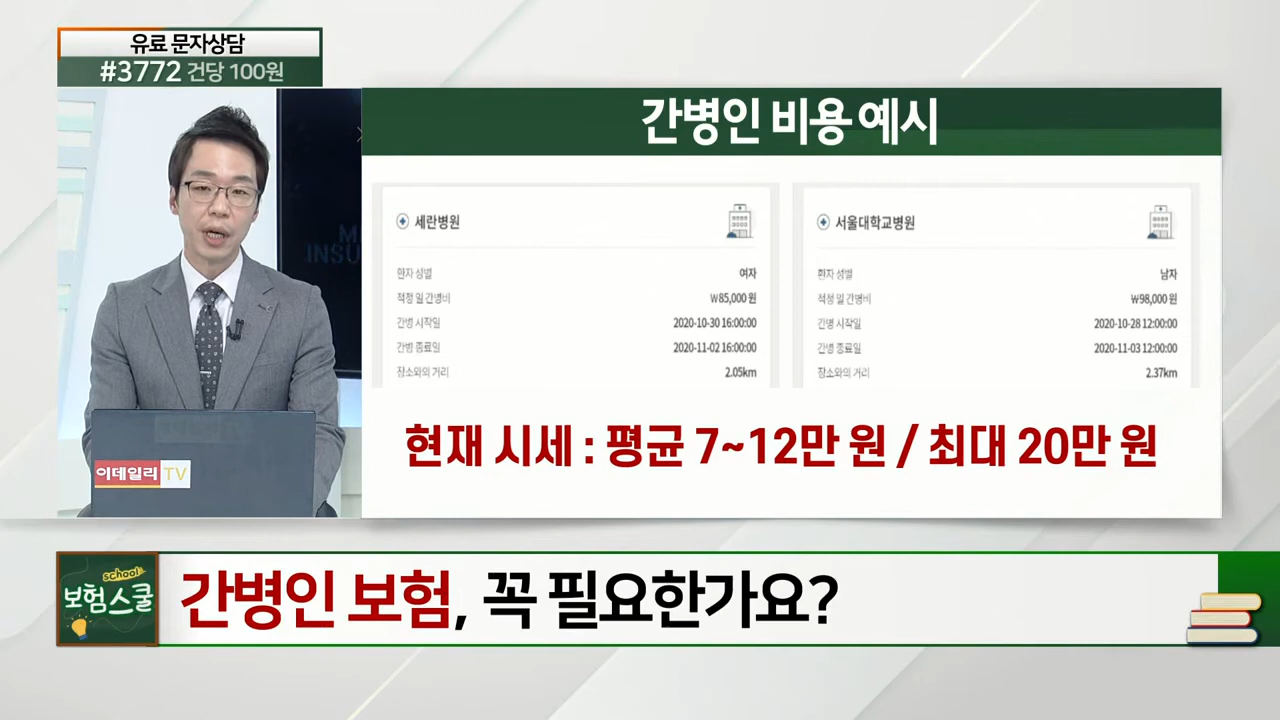 유료 문자상담
#3772 건당 100원
간병인 비용 예시
세란병원
환자 성별 여자
적정 일 간병비 ₩85,000 원
간병 시작일 2020-10-30 16:00:00
간병 종료일 2020-11-02 16:00:00
장소와의 거리 2.05km
서울대학교병원
환자 성별 남자
적정 일 간병비 ₩98,000 원
간병 시작일 2020-10-28 12:00:00
간병 종료일 2020-11-03 12:00:00
장소와의 거리 2.37km
현재 시세 : 평균 7~12만 원 / 최대 20만 원
이데일리 TV
school
보험스쿨
간병인 보험, 꼭 필요한가요?